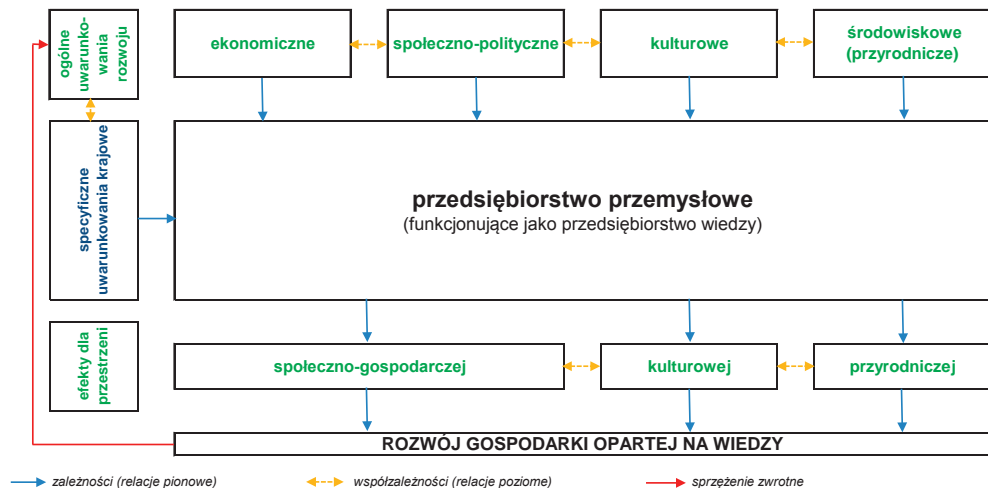 ogólne
uwarunko-
wania
rozwoju
ekonomiczne
społeczno-polityczne
kulturowe
środowiskowe
(przyrodnicze)
specyficzne
uwarunkowania krajowe
przedsiębiorstwo przemysłowe
(funkcjonujące jako przedsiębiorstwo wiedzy)
efekty dla
przestrzeni
społeczno-gospodarczej
kulturowej
przyrodniczej
ROZWÓJ GOSPODARKI OPARTEJ NA WIEDZY
zależności (relacje pionowe)
współzależności (relacje poziome)
sprzężenie zwrotne